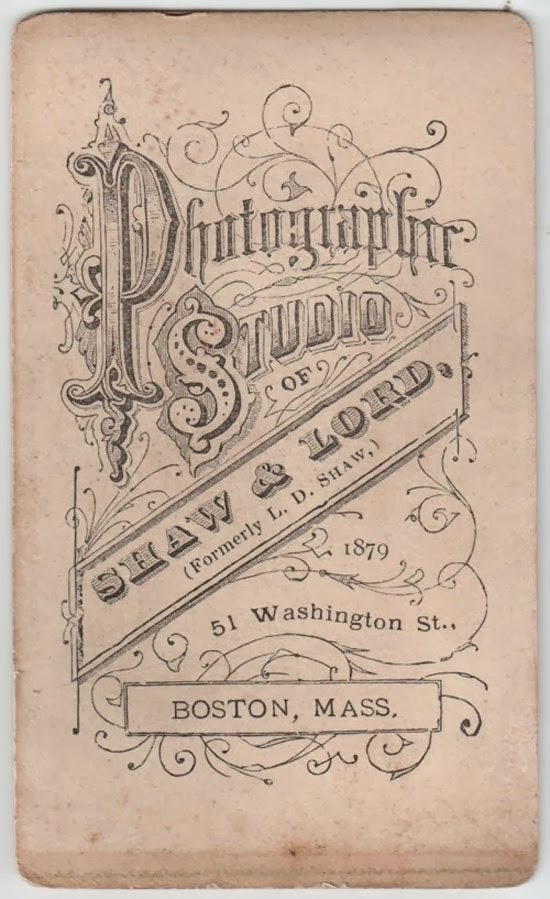 Photographic
STUDIO
OF
SHAW & LORD,
(Formerly L. D. SHAW,)
1879
51 Washington St.,
BOSTON, MASS.